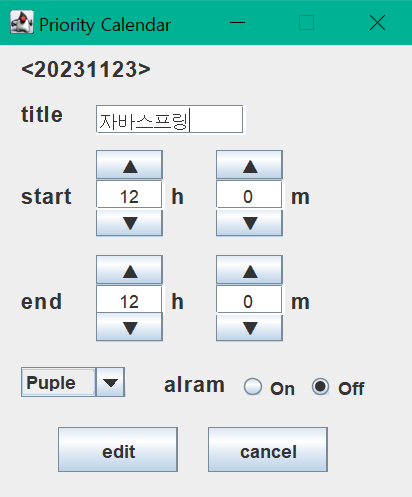 Priority Calendar
<20231123>
title 자바스프링
▲ ▲
start 12 h 0 m
▼ ▼
▲ ▲
end 12 h 0 m
▼ ▼
Puple ▼ alram On Off
edit cancel